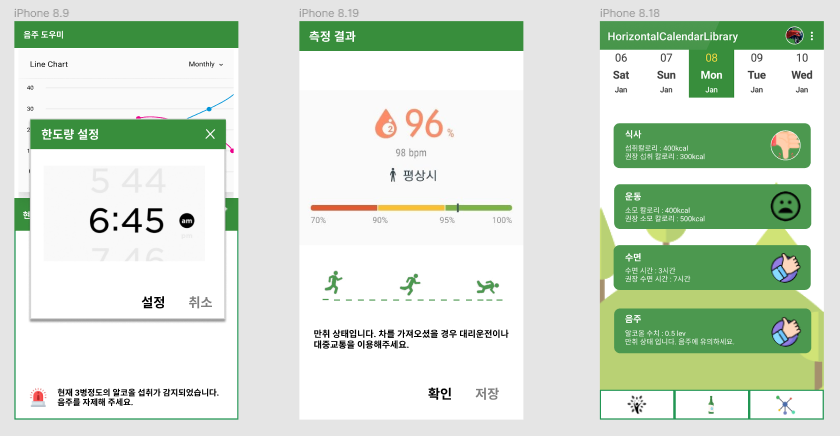 iPhone 8.9
음주 도우미
Line Chart
Monthly
40
30
한도량 설정
5 44
6:45
am
7 46
설정
취소
현재 3병정도의 알코올 섭취가 감지되었습니다.
음주를 자제해 주세요.
iPhone 8.19
측정 결과
2
96%
98 bpm
평상시
70%
90%
95%
100%
만취 상태입니다. 차를 가져오셨을 경우 대리운전이나
대중교통을 이용해주세요.
확인
저장
iPhone 8.18
HorizontalCalendarLibrary
06
07
08
09
10
Sat
Sun
Mon
Tue
Wed
Jan
Jan
Jan
Jan
Jan
식사
섭취칼로리 : 400kcal
권장 섭취 칼로리 : 300kcal
운동
소모 칼로리 : 400kcal
권장 소모 칼로리 : 500kcal
수면
수면 시간 : 3시간
권장 수면 시간 : 7시간
음주
알코올 수치 : 0.5 lev
만취 상태 입니다. 음주에 유의하세요.